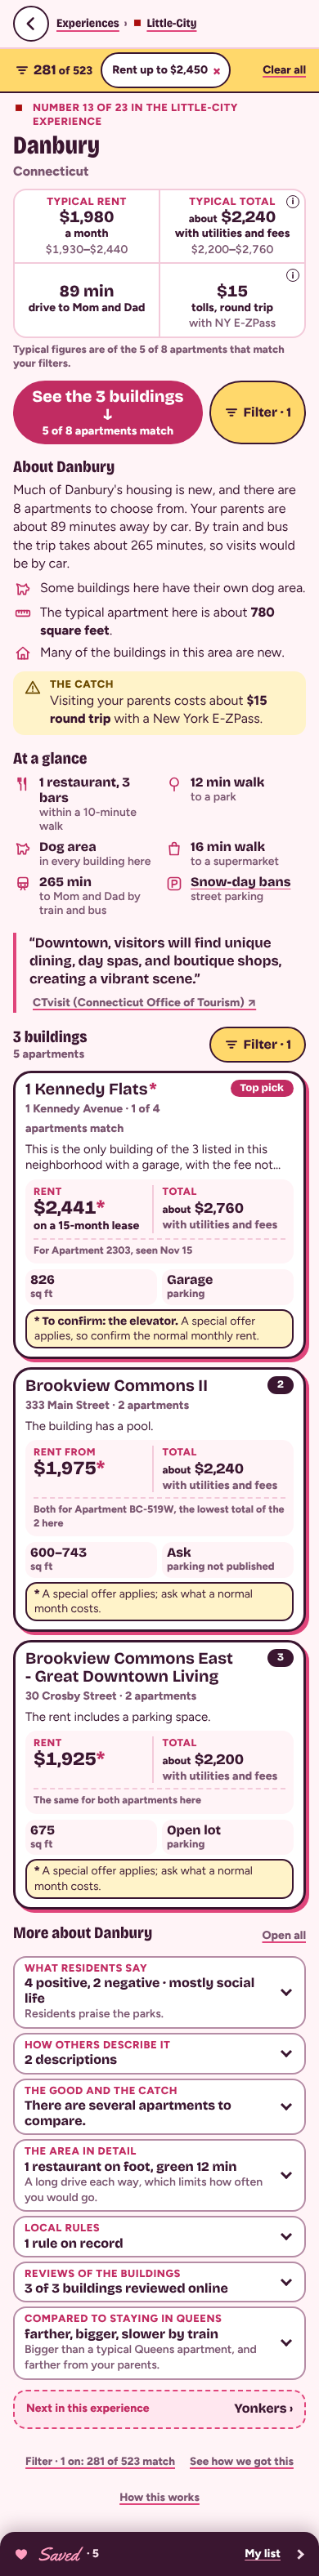 Experiences › Little-City
281 of 523 Rent up to $2,450 × Clear all
NUMBER 13 OF 23 IN THE LITTLE-CITY
EXPERIENCE
Danbury
Connecticut
TYPICAL RENT
$1,980
a month
$1,930–$2,440
TYPICAL TOTAL
about $2,240
with utilities and fees
$2,200–$2,760
89 min
drive to Mom and Dad
$15
tolls, round trip
with NY E-ZPass
Typical figures are of the 5 of 8 apartments that match
your filters.
See the 3 buildings
↓
5 of 8 apartments match
Filter · 1
About Danbury
Much of Danbury's housing is new, and there are
8 apartments to choose from. Your parents are
about 89 minutes away by car. By train and bus
the trip takes about 265 minutes, so visits would
be by car.
Some buildings here have their own dog area.
The typical apartment here is about 780
square feet.
Many of the buildings in this area are new.
THE CATCH
Visiting your parents costs about $15
round trip with a New York E-ZPass.
At a glance
1 restaurant, 3
bars
within a 10-minute
walk
12 min walk
to a park
Dog area
in every building here
16 min walk
to a supermarket
265 min
to Mom and Dad by
train and bus
Snow-day bans
street parking
“Downtown, visitors will find unique
dining, day spas, and boutique shops,
creating a vibrant scene.”
CTvisit (Connecticut Office of Tourism) ↗
3 buildings
5 apartments
Filter · 1
1 Kennedy Flats*
Top pick
1 Kennedy Avenue · 1 of 4
apartments match
This is the only building of the 3 listed in this
neighborhood with a garage, with the fee not...
RENT
$2,441*
on a 15-month lease
TOTAL
about $2,760
with utilities and fees
For Apartment 2303, seen Nov 15
826
sq ft
Garage
parking
* To confirm: the elevator. A special offer
applies, so confirm the normal monthly rent.
Brookview Commons II
2
333 Main Street · 2 apartments
The building has a pool.
RENT FROM
$1,975*
TOTAL
about $2,240
with utilities and fees
Both for Apartment BC-519W, the lowest total of the
2 here
600–743
sq ft
Ask
parking not published
* A special offer applies; ask what a normal
month costs.
Brookview Commons East
- Great Downtown Living
3
30 Crosby Street · 2 apartments
The rent includes a parking space.
RENT
$1,925*
TOTAL
about $2,200
with utilities and fees
The same for both apartments here
675
sq ft
Open lot
parking
* A special offer applies; ask what a normal
month costs.
More about Danbury
Open all
WHAT RESIDENTS SAY
4 positive, 2 negative · mostly social
life
Residents praise the parks.
HOW OTHERS DESCRIBE IT
2 descriptions
THE GOOD AND THE CATCH
There are several apartments to
compare.
THE AREA IN DETAIL
1 restaurant on foot, green 12 min
A long drive each way, which limits how often
you would go.
LOCAL RULES
1 rule on record
REVIEWS OF THE BUILDINGS
3 of 3 buildings reviewed online
COMPARED TO STAYING IN QUEENS
farther, bigger, slower by train
Bigger than a typical Queens apartment, and
farther from your parents.
Next in this experience
Yonkers ›
Filter · 1 on: 281 of 523 match
See how we got this
How this works
Saved · 5
My list